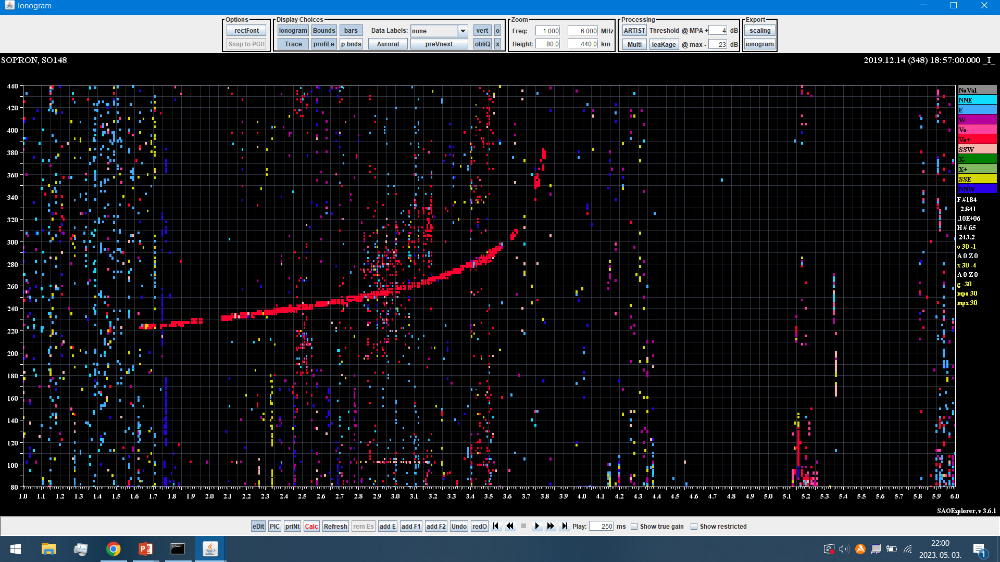 Ionogram
Options
rectFont
Snap to PGH
Display Choices
Ionogram Bounds bars Data Labels: none vert o
Trace profiLe p-bnds Auroral preVnext obliQ x
Zoom
Freq: 1.000 - 6.000 MHz
Height: 80.0 - 440.0 km
Processing
ARTIST Threshold @ MPA + 4 dB
Multi leaKage @ max - 23 dB
Export
scaling
ionogram
SOPRON, SO148
2019.12.14 (348) 18:57:00.000 _I_
440
420
400
380
360
340
320
300
280
260
240
220
200
180
160
140
120
100
80
1.0 1.1 1.2 1.3 1.4 1.5 1.6 1.7 1.8 1.9 2.0 2.1 2.2 2.3 2.4 2.5 2.6 2.7 2.8 2.9 3.0 3.1 3.2 3.3 3.4 3.5 3.6 3.7 3.8 3.9 4.0 4.1 4.2 4.3 4.4 4.5 4.6 4.7 4.8 4.9 5.0 5.1 5.2 5.3 5.4 5.5 5.6 5.7 5.8 5.9 6.0
NoVal
NNE
E
W
Vo-
Vo+
SSW
X-
X+
SSE
NNW
F #184
2.841
.10E+06
H # 65
243.2
o 30 -1
A 0 Z 0
x 30 -4
A 0 Z 0
g -30
mpo 30
mpx 30
SAOExplorer, v 3.6.1
eDit PIC priNt Calc Refresh rem Es add E add F1 add F2 Undo redO Play: 250 ms Show true gain Show restricted
22:00
2023. 05. 03.
1